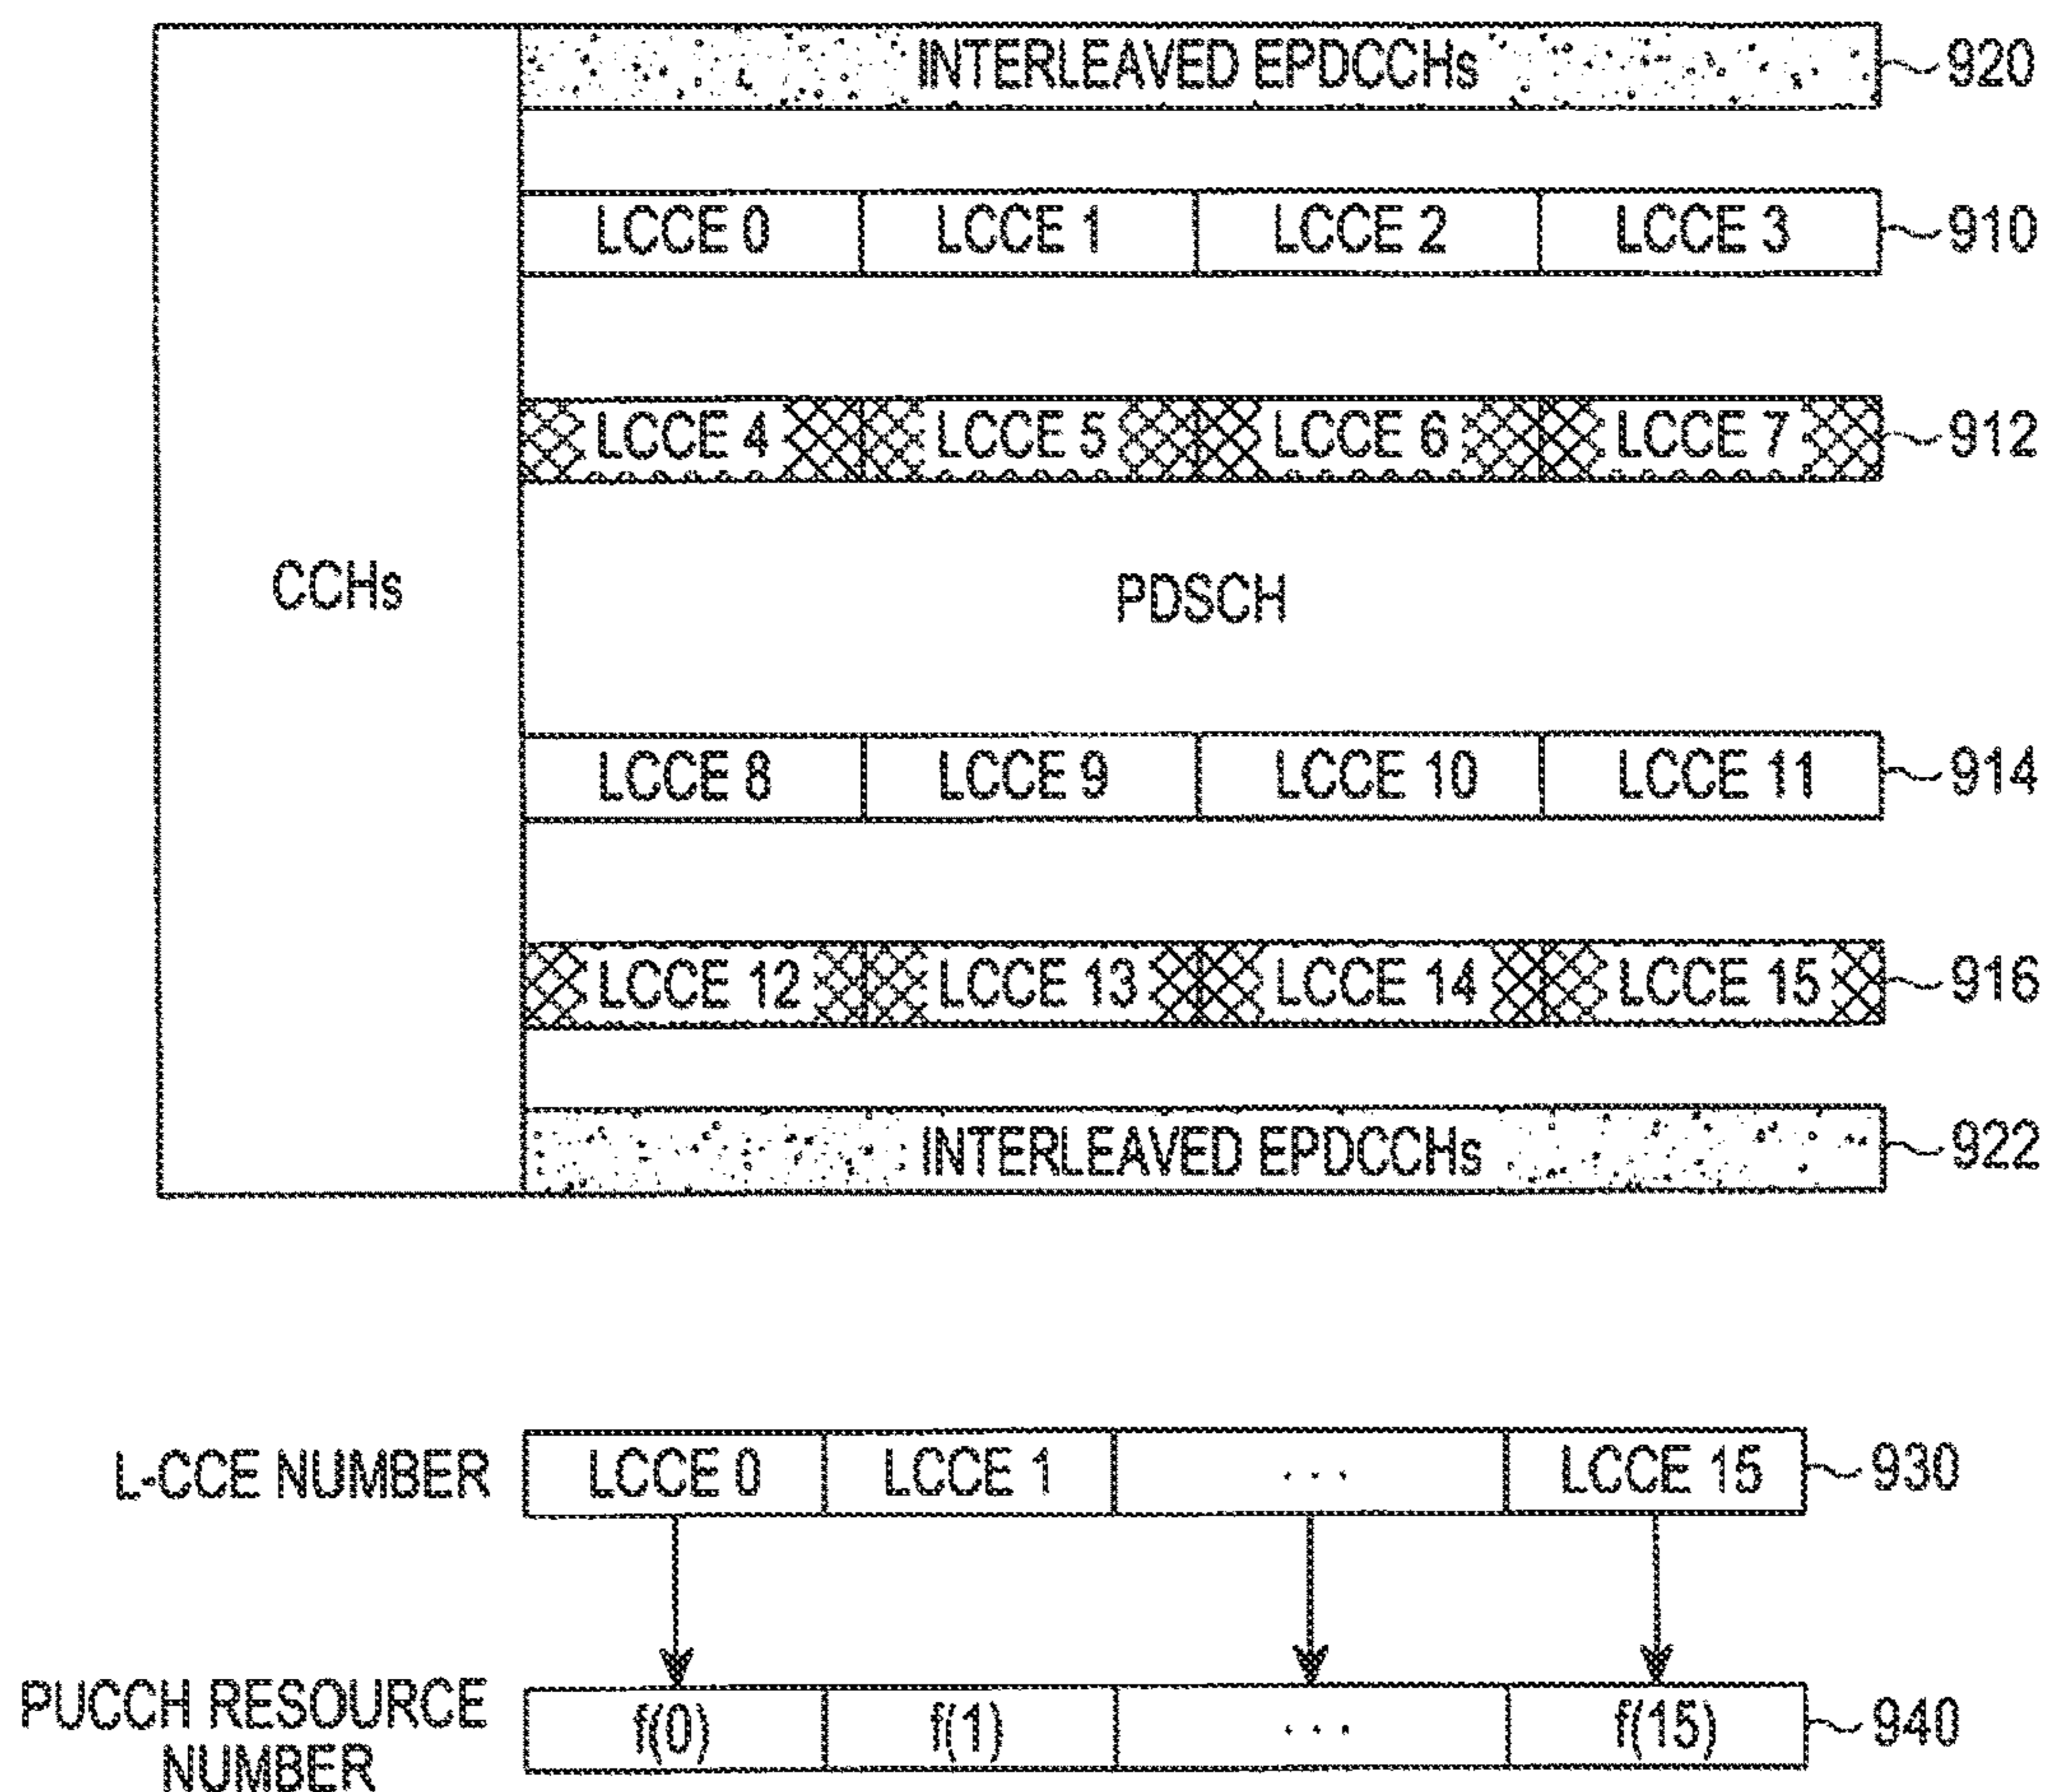 INTERLEAVED EPDCCHs 920
LCCE 0 LCCE 1 LCCE 2 LCCE 3 910
LCCE 4 LCCE 5 LCCE 6 LCCE 7 912
CCHs PDSCH
LCCE 8 LCCE 9 LCCE 10 LCCE 11 914
LCCE 12 LCCE 13 LCCE 14 LCCE 15 916
INTERLEAVED EPDCCHs 922
L-CCE NUMBER LCCE 0 LCCE 1 ... LCCE 15 930
PUCCH RESOURCE
NUMBER
f(0) f(1) ... f(15) 940